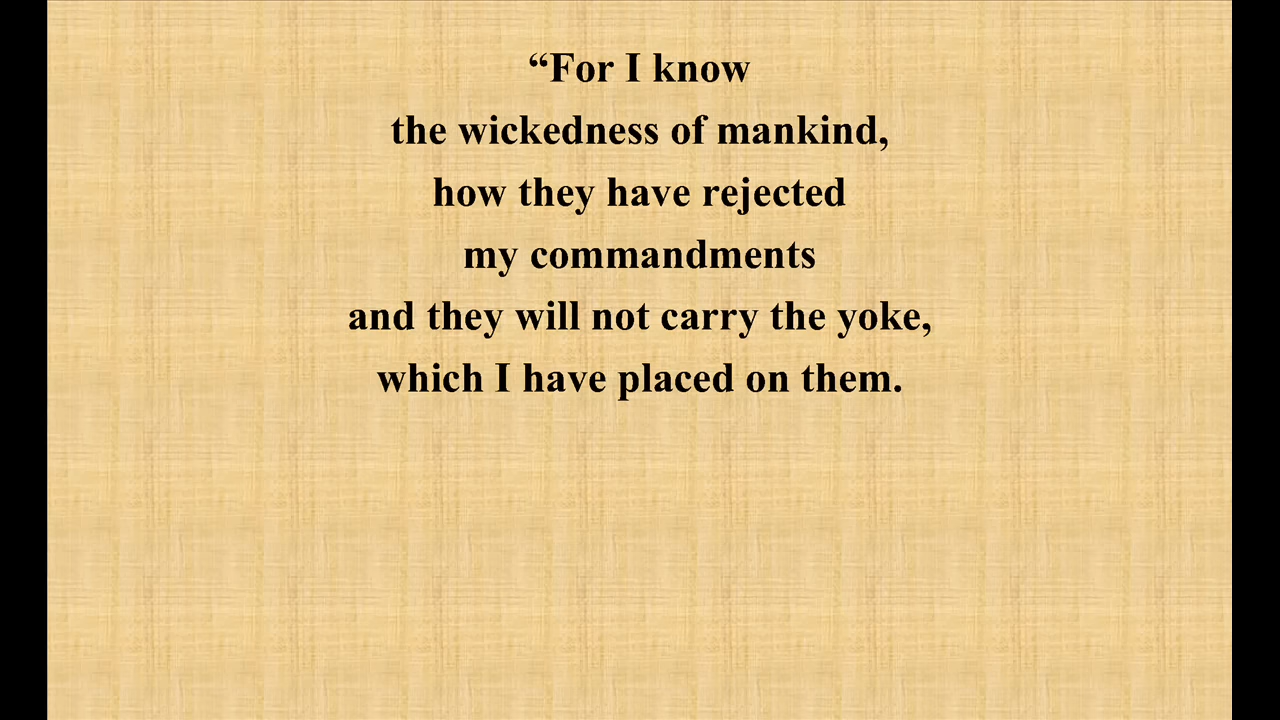 “For I know
the wickedness of mankind,
how they have rejected
my commandments
and they will not carry the yoke,
which I have placed on them.